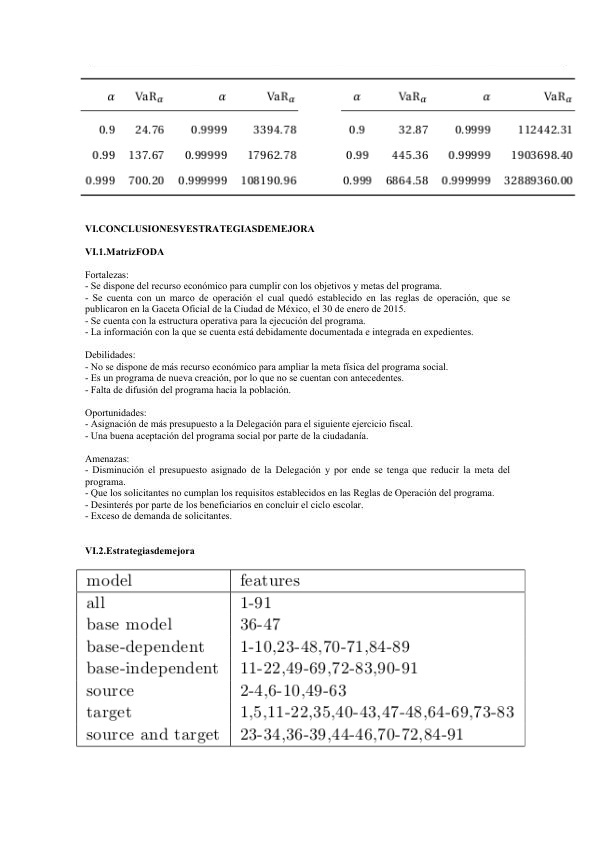 α VaRα α VaRα α VaRα α VaRα
0.9 24.76 0.9999 3394.78 0.9 32.87 0.9999 112442.31
0.99 137.67 0.99999 17962.78 0.99 445.36 0.99999 1903698.40
0.999 700.20 0.999999 108190.96 0.999 6864.58 0.999999 32889360.00
VI.CONCLUSIONESYESTRATEGIASDEMEJORA
VI.1.MatrizFODA
Fortalezas:
- Se dispone del recurso económico para cumplir con los objetivos y metas del programa.
- Se cuenta con un marco de operación el cual quedó establecido en las reglas de operación, que se
publicaron en la Gaceta Oficial de la Ciudad de México, el 30 de enero de 2015.
- Se cuenta con la estructura operativa para la ejecución del programa.
- La información con la que se cuenta está debidamente documentada e integrada en expedientes.
Debilidades:
- No se dispone de más recurso económico para ampliar la meta física del programa social.
- Es un programa de nueva creación, por lo que no se cuentan con antecedentes.
- Falta de difusión del programa hacia la población.
Oportunidades:
- Asignación de más presupuesto a la Delegación para el siguiente ejercicio fiscal.
- Una buena aceptación del programa social por parte de la ciudadanía.
Amenazas:
- Disminución el presupuesto asignado de la Delegación y por ende se tenga que reducir la meta del
programa.
- Que los solicitantes no cumplan los requisitos establecidos en las Reglas de Operación del programa.
- Desinterés por parte de los beneficiarios en concluir el ciclo escolar.
- Exceso de demanda de solicitantes.
VI.2.Estrategiasdemejora
model features
all 1-91
base model 36-47
base-dependent 1-10,23-48,70-71,84-89
base-independent 11-22,49-69,72-83,90-91
source 2-4,6-10,49-63
target 1,5,11-22,35,40-43,47-48,64-69,73-83
source and target 23-34,36-39,44-46,70-72,84-91